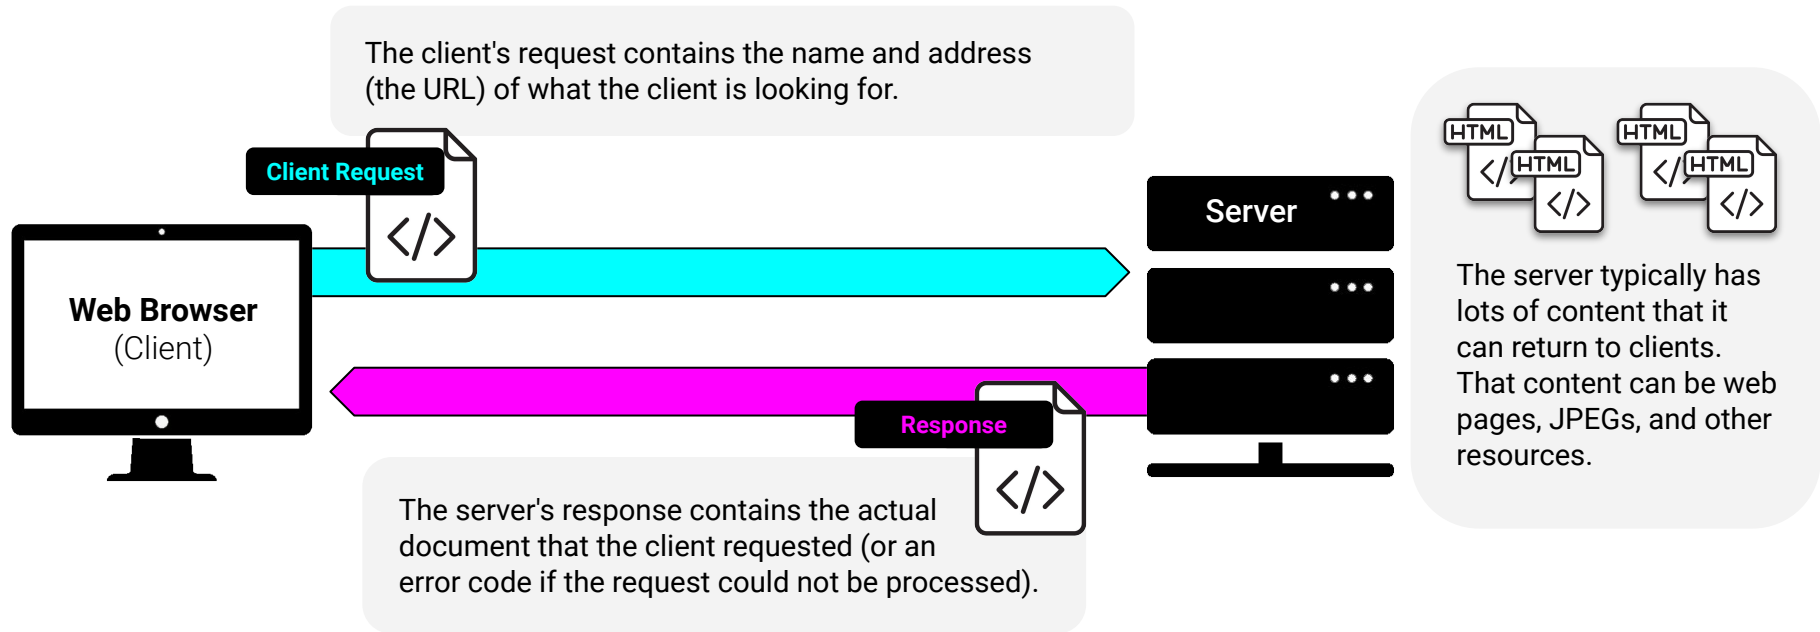 The client's request contains the name and address
(the URL) of what the client is looking for.
Client Request
</>
Web Browser
(Client)
Server
HTML
</>
HTML
</>
HTML
</>
HTML
</>
The server typically has
lots of content that it
can return to clients.
That content can be web
pages, JPEGs, and other
resources.
Response
</>
The server's response contains the actual
document that the client requested (or an
error code if the request could not be processed).